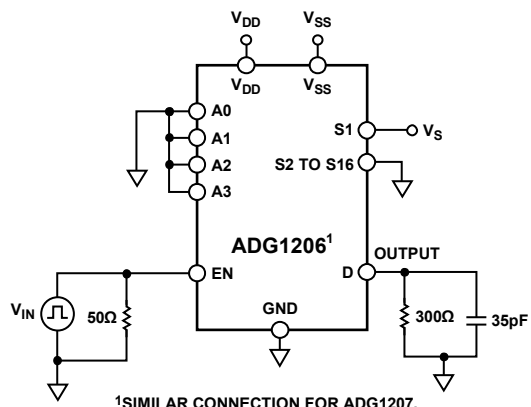 VDD VSS
VDD VSS
A0
A1
A2
A3
S1 VS
S2 TO S16
ADG1206¹
OUTPUT
EN D
VIN
50Ω
GND
300Ω 35pF
¹SIMILAR CONNECTION FOR ADG1207.